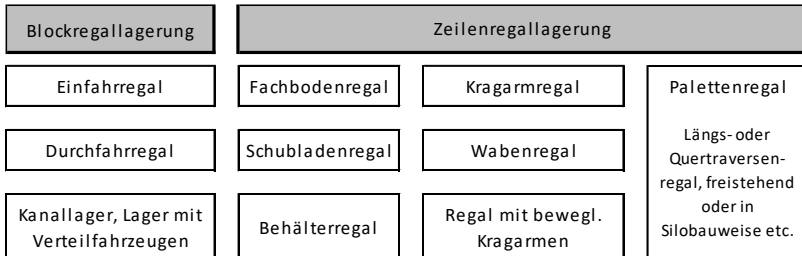 Blockregallagerung
Zeilenregallagerung
Einfahrregal
Fachbodenregal
Kragarmregal
Palettenregal
Längs- oder
Quertraversen-
regal, freistehend
oder in
Silobauweise etc.
Durchfahrregal
Schubladenregal
Wabenregal
Kanallager, Lager mit
Verteilfahrzeugen
Behälterregal
Regal mit bewegl.
Kragarmen